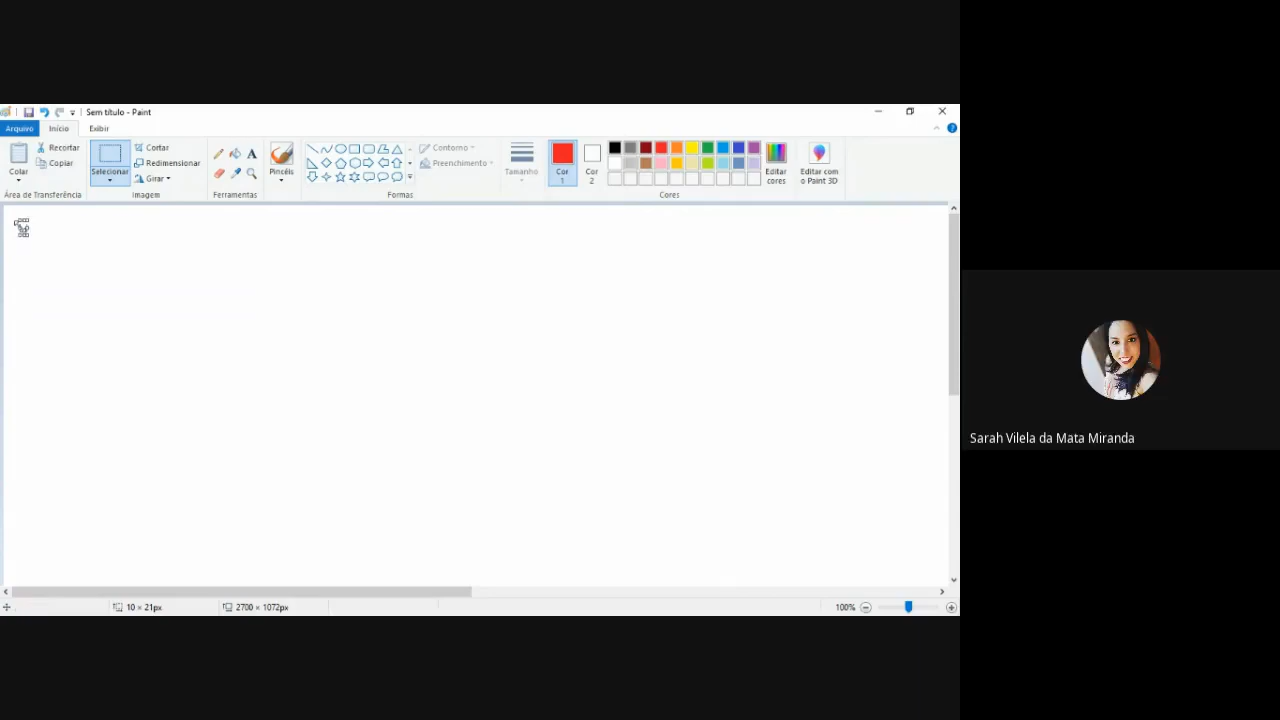 Sem título - Paint
Arquivo Início Exibir
Colar
Recortar
Copiar
Área de Transferência
Selecionar
Cortar
Redimensionar
Girar
Imagem
A
Ferramentas
Pincéis
Contorno
Preenchimento
Formas
Tamanho
Cor
1
Cor
2
Editar
cores
Editar com
o Paint 3D
Cores
Sarah Vilela da Mata Miranda
10 × 21px
2700 × 1072px
100%